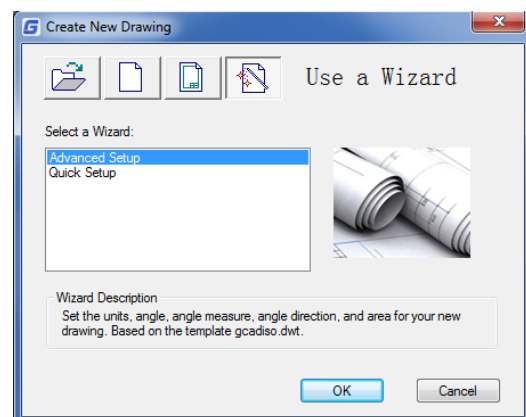 Create New Drawing
Use a Wizard
Select a Wizard:
Advanced Setup
Quick Setup
Wizard Description
Set the units, angle, angle measure, angle direction, and area for your new
drawing. Based on the template gcadiso.dwt.
OK
Cancel